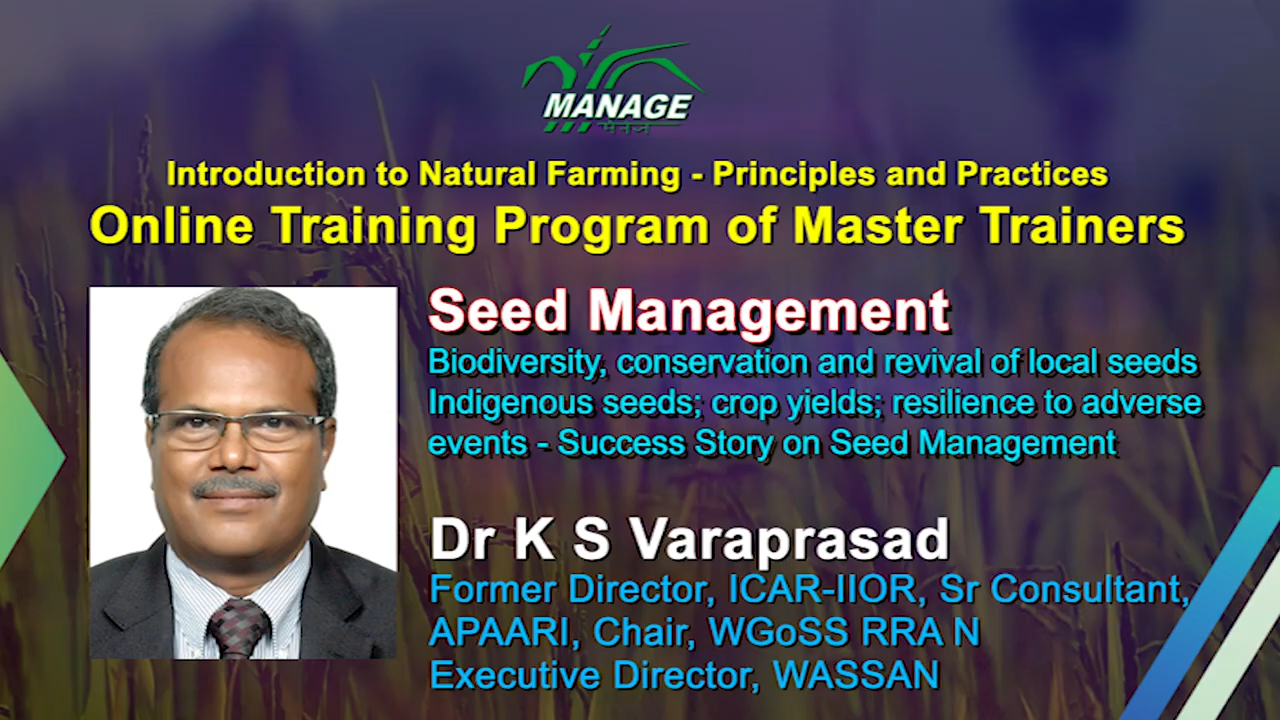 MANAGE
मैनेज
Introduction to Natural Farming - Principles and Practices
Online Training Program of Master Trainers
Seed Management
Biodiversity, conservation and revival of local seeds
Indigenous seeds; crop yields; resilience to adverse
events - Success Story on Seed Management
Dr K S Varaprasad
Former Director, ICAR-IIOR, Sr Consultant,
APAARI, Chair, WGoSS RRA N
Executive Director, WASSAN